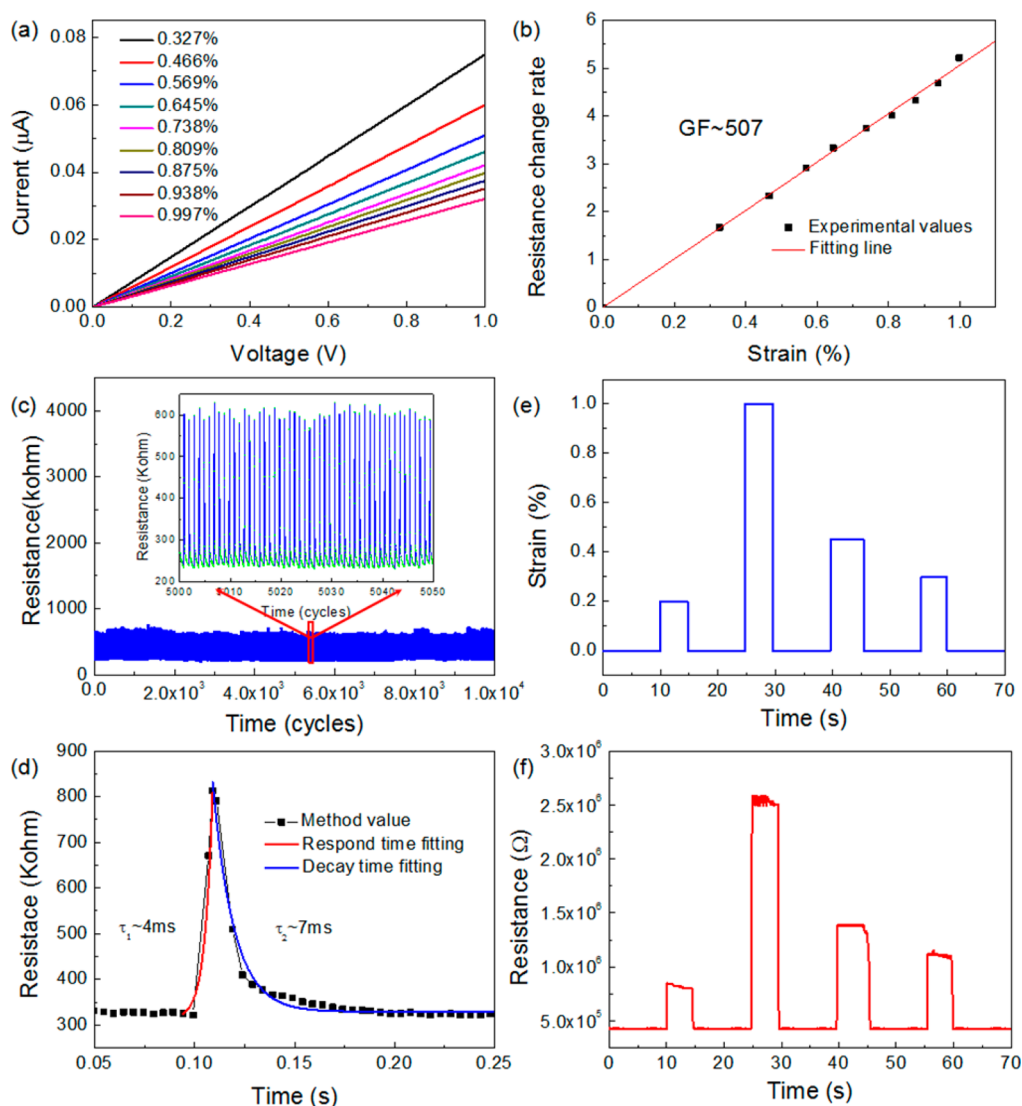 (a)
0.08
0.06
0.04
0.02
0.00
Current (μA)
0.327%
0.466%
0.569%
0.645%
0.738%
0.809%
0.875%
0.938%
0.997%
0.0 0.2 0.4 0.6 0.8 1.0
Voltage (V)
(b)
6
5
4
3
2
1
0
Resistance change rate
GF~507
Experimental values
Fitting line
0.0 0.2 0.4 0.6 0.8 1.0
Strain (%)
(c)
4000
3000
2000
1000
0
Resistance(kohm)
600
500
400
300
200
Resistance (Kohm)
5000 5010 5020 5030 5040 5050
Time (cycles)
0.0 2.0x10³ 4.0x10³ 6.0x10³ 8.0x10³ 1.0x10⁴
Time (cycles)
(e)
1.0
0.8
0.6
0.4
0.2
0.0
Strain (%)
0 10 20 30 40 50 60 70
Time (s)
(d)
900
800
700
600
500
400
300
Resistace (Kohm)
Method value
Respond time fitting
Decay time fitting
τ₁~4ms
τ₂~7ms
0.05 0.10 0.15 0.20 0.25
Time (s)
(f)
3.0x10⁶
2.5x10⁶
2.0x10⁶
1.5x10⁶
1.0x10⁶
5.0x10⁵
Resistance (Ω)
0 10 20 30 40 50 60 70
Time (s)